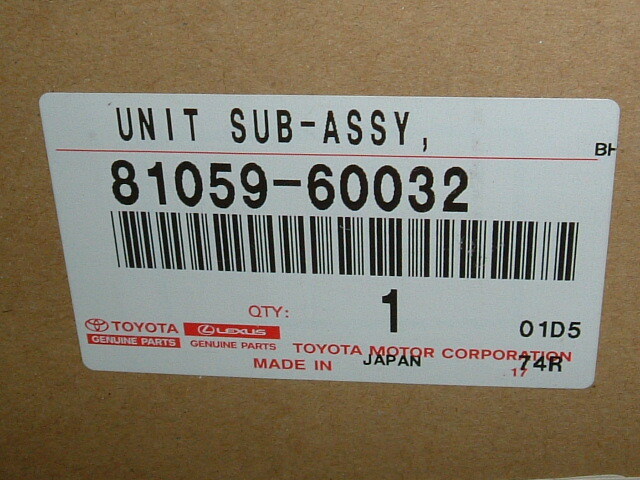 UNIT SUB-ASSY,
BH
81059-60032
QTY: 1
01D5
TOYOTA LEXUS
GENUINE PARTS GENUINE PARTS
TOYOTA MOTOR CORPORATION
MADE IN JAPAN
17
74R